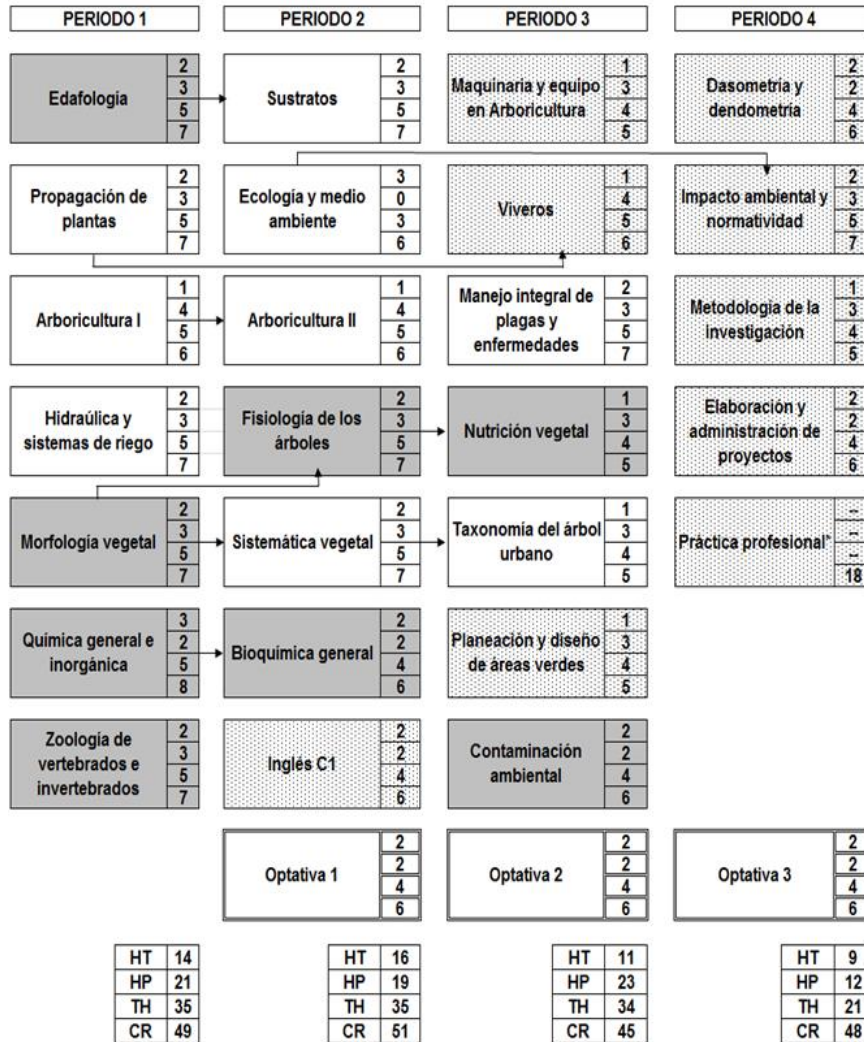 PERIODO 1
PERIODO 2
PERIODO 3
PERIODO 4
Edafología
2
3
5
7
Sustratos
2
3
5
7
Maquinaria y equipo
en Arboricultura
1
3
4
5
Dasometría y
dendometría
2
2
4
6
Propagación de
plantas
2
3
5
7
Ecología y medio
ambiente
3
0
3
6
Viveros
1
4
5
6
Impacto ambiental y
normatividad
2
3
5
7
Arboricultura I
1
4
5
6
Arboricultura II
1
4
5
6
Manejo integral de
plagas y
enfermedades
2
3
5
7
Metodología de la
investigación
1
3
4
5
Hidraúlica y
sistemas de riego
2
3
5
7
Fisiología de los
árboles
2
3
5
7
Nutrición vegetal
1
3
4
5
Elaboración y
administración de
proyectos
2
2
4
6
Morfología vegetal
2
3
5
7
Sistemática vegetal
2
3
5
7
Taxonomía del árbol
urbano
1
3
4
5
Práctica profesional*
--
--
--
18
Química general e
inorgánica
3
2
5
8
Bioquímica general
2
2
4
6
Planeación y diseño
de áreas verdes
1
3
4
5
Zoología de
vertebrados e
invertebrados
2
3
5
7
Inglés C1
2
2
4
6
Contaminación
ambiental
2
2
4
6
Optativa 1
2
2
4
6
Optativa 2
2
2
4
6
Optativa 3
2
2
4
6
HT 14
HP 21
TH 35
CR 49
HT 16
HP 19
TH 35
CR 51
HT 11
HP 23
TH 34
CR 45
HT 9
HP 12
TH 21
CR 48